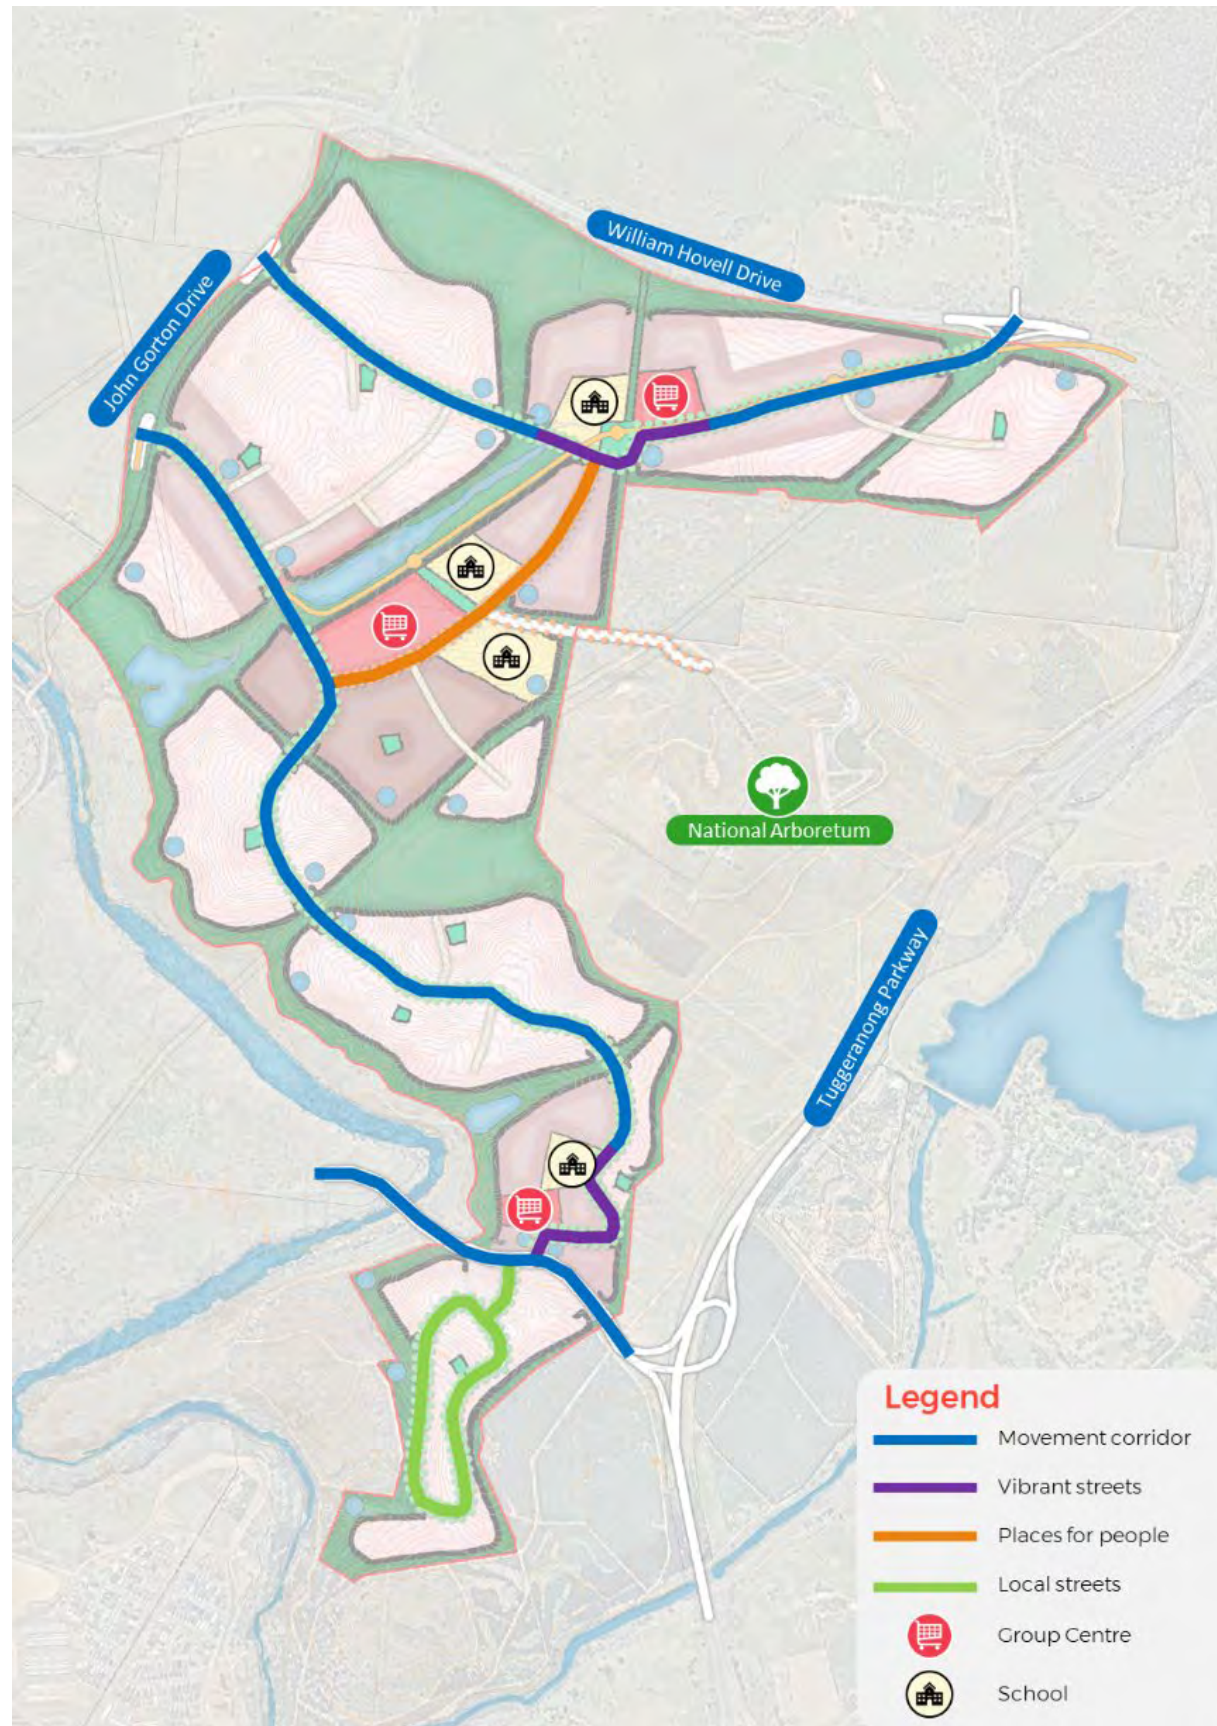 William Hovell Drive
John Gorton Drive
National Arboretum
Tuggeranong Parkway
Legend
Movement corridor
Vibrant streets
Places for people
Local streets
Group Centre
School